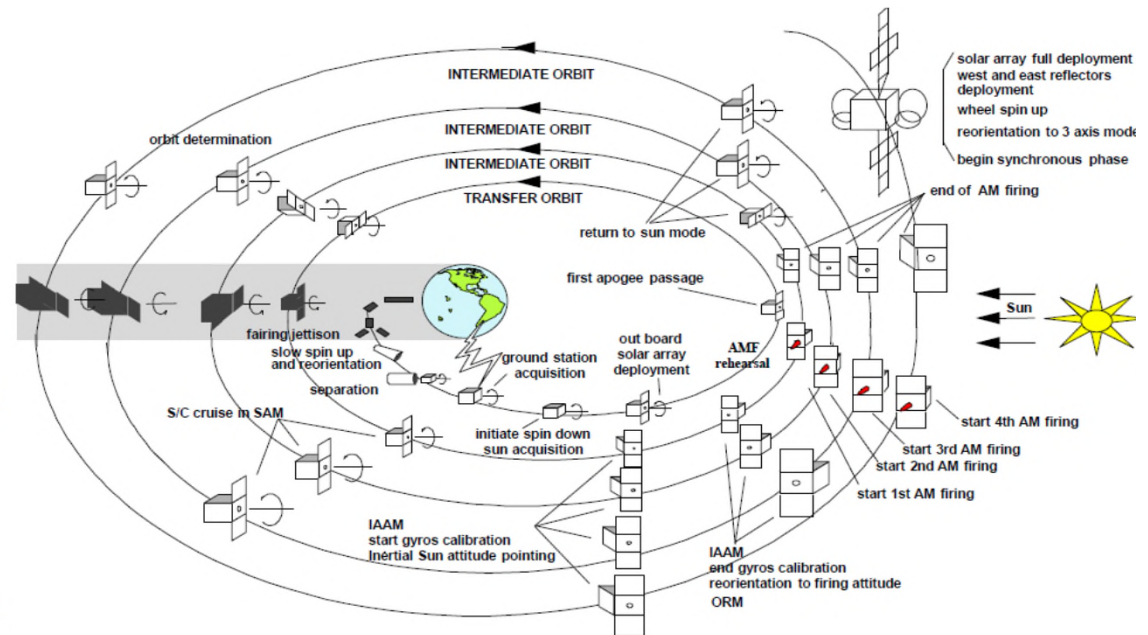 solar array full deployment
west and east reflectors
deployment
wheel spin up
reorientation to 3 axis mode
begin synchronous phase
INTERMEDIATE ORBIT
orbit determination
INTERMEDIATE ORBIT
INTERMEDIATE ORBIT
TRANSFER ORBIT
end of AM firing
return to sun mode
first apogee passage
Sun
fairing jettison
slow spin up
and reorientation
separation
ground station
acquisition
out board
solar array
deployment
AMF
rehearsal
S/C cruise in SAM
initiate spin down
sun acquisition
start 4th AM firing
start 3rd AM firing
start 2nd AM firing
start 1st AM firing
IAAM
start gyros calibration
Inertial Sun attitude pointing
IAAM
end gyros calibration
reorientation to firing attitude
ORM